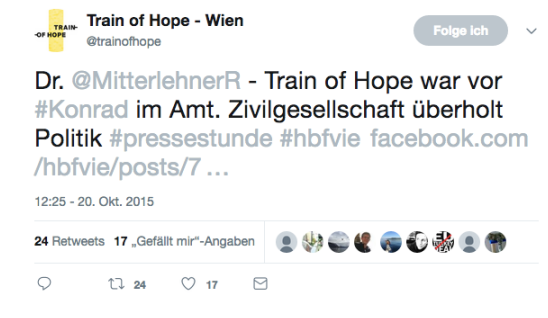 TRAIN-
-OF HOPE
Train of Hope - Wien
@trainofhope
Folge ich
Dr. @MitterlehnerR - Train of Hope war vor
#Konrad im Amt. Zivilgesellschaft überholt
Politik #pressestunde #hbfvie facebook.com
/hbfvie/posts/7 …
12:25 - 20. Okt. 2015
24 Retweets 17 „Gefällt mir“-Angaben
24 17